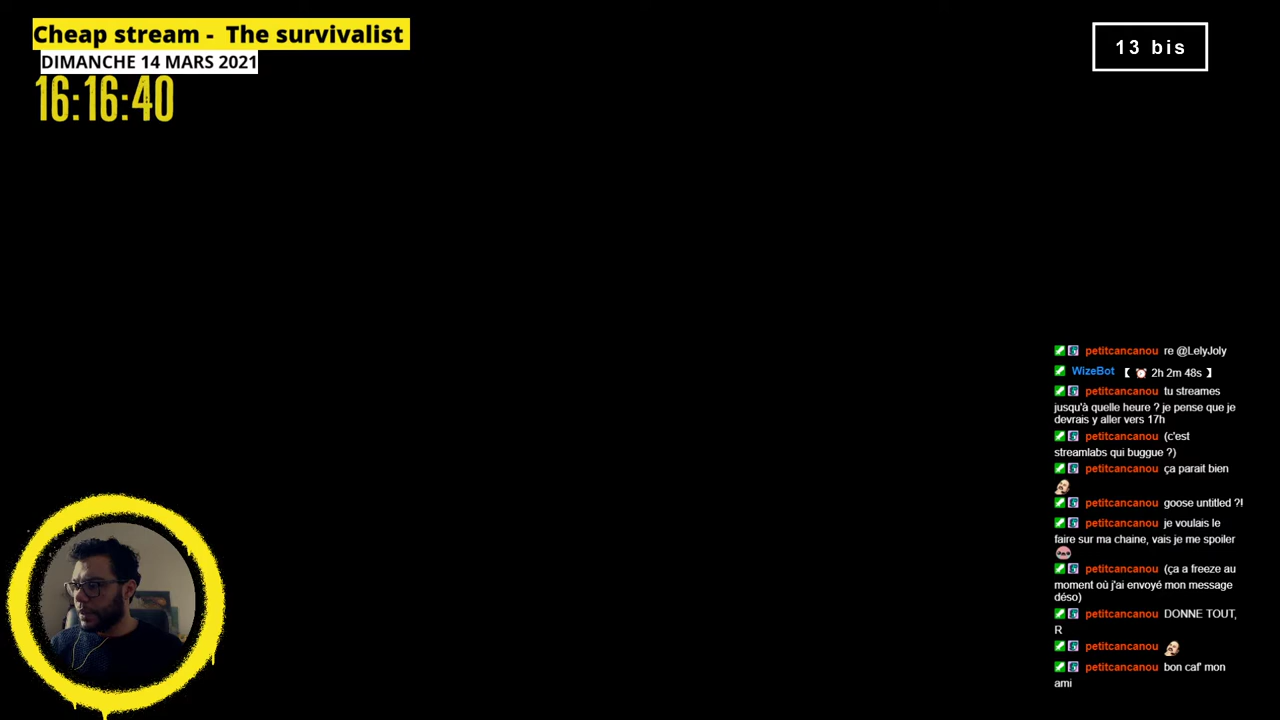 Cheap stream - The survivalist
DIMANCHE 14 MARS 2021
16:16:40
13 bis
petitcancanou re @LelyJoly
WizeBot 【 ⏰ 2h 2m 48s 】
petitcancanou tu streames
jusqu'à quelle heure ? je pense que je
devrais y aller vers 17h
petitcancanou (c'est
streamlabs qui buggue ?)
petitcancanou ça parait bien
petitcancanou goose untitled ?!
petitcancanou je voulais le
faire sur ma chaine, vais je me spoiler
petitcancanou (ça a freeze au
moment où j'ai envoyé mon message
déso)
petitcancanou DONNE TOUT,
R
petitcancanou
petitcancanou bon caf' mon
ami